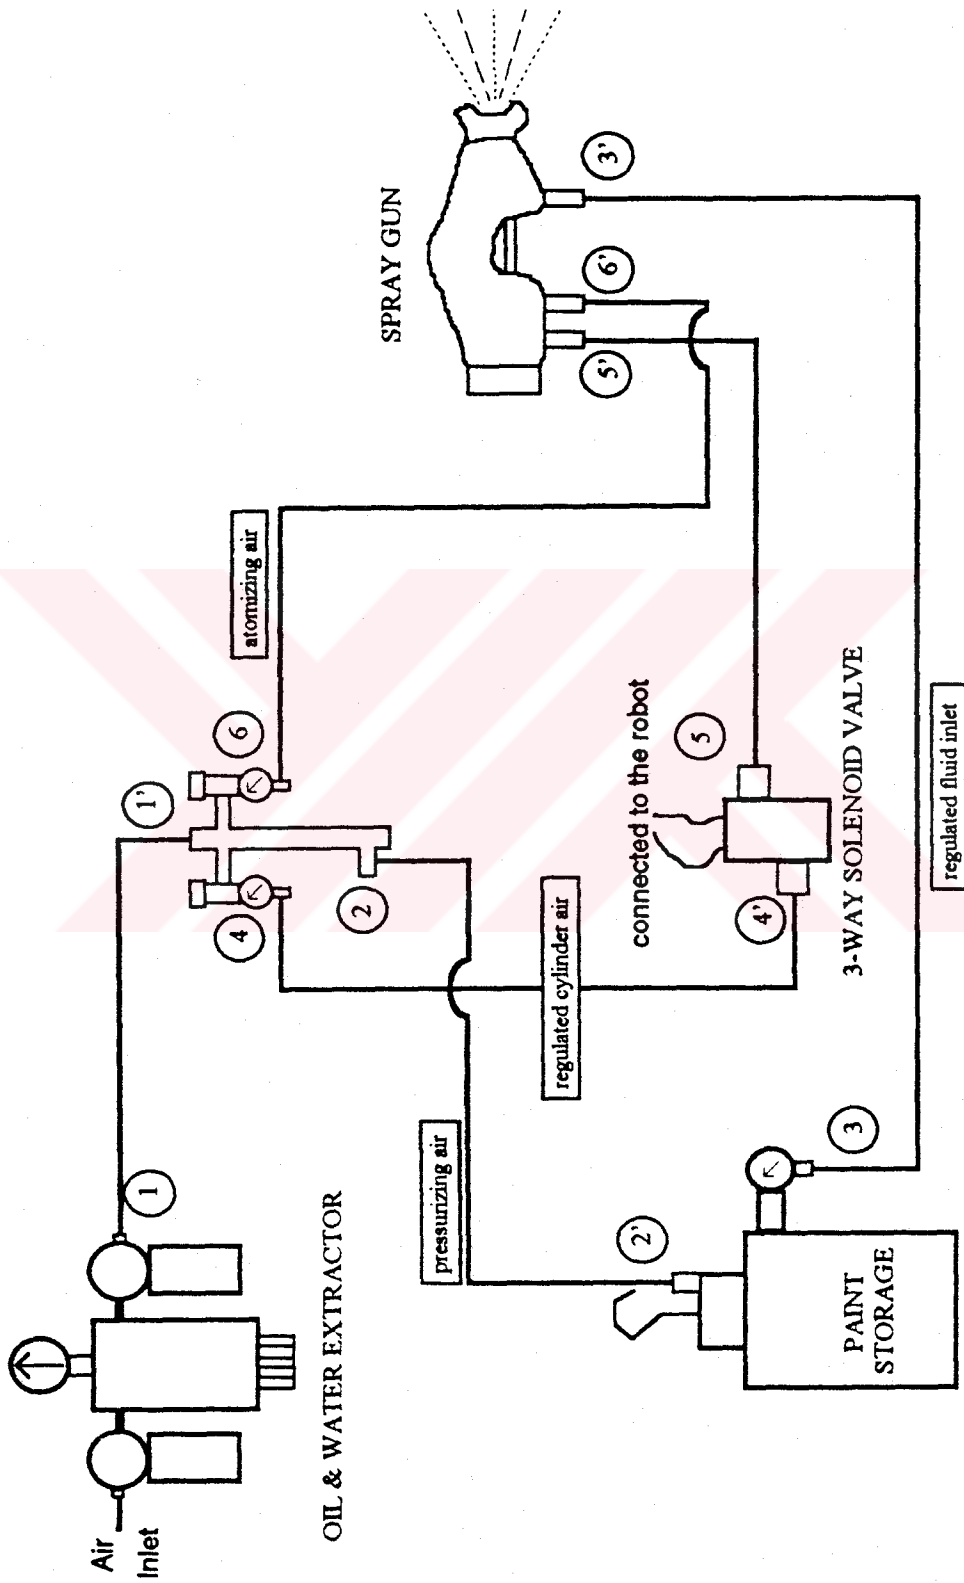 Air
Inlet
OIL & WATER EXTRACTOR
1
1'
4
6
2
atomizing air
pressurizing air
regulated cylinder air
2'
PAINT
STORAGE
3
connected to the robot
4'
5
3-WAY SOLENOID VALVE
regulated fluid inlet
SPRAY GUN
5'
6'
3'